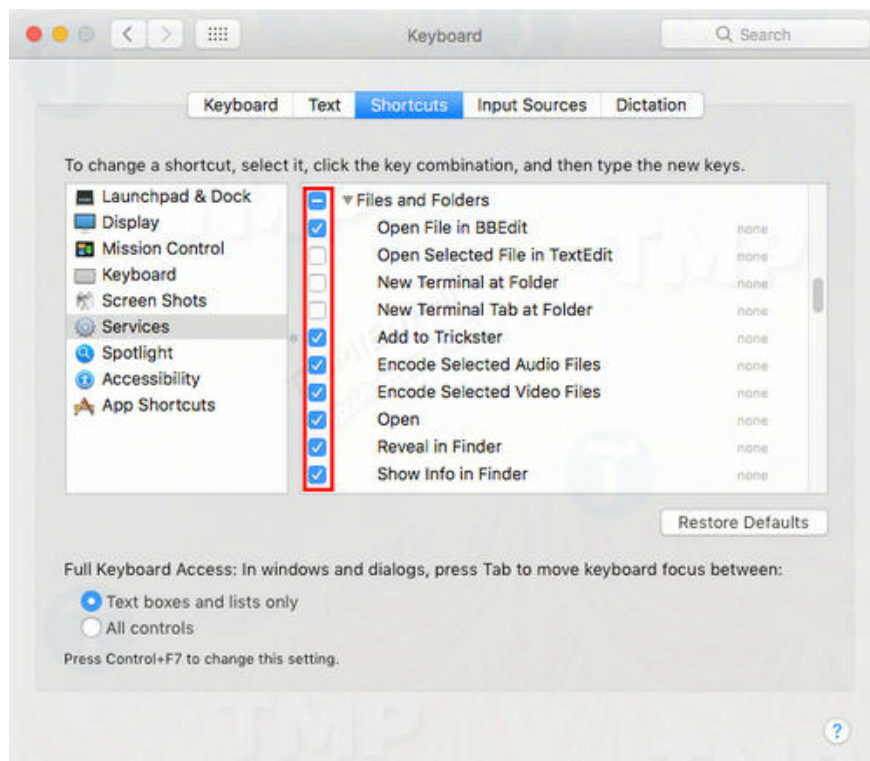 Keyboard
Search
Keyboard Text Shortcuts Input Sources Dictation
To change a shortcut, select it, click the key combination, and then type the new keys.
Launchpad & Dock
Display
Mission Control
Keyboard
Screen Shots
Services
Spotlight
Accessibility
App Shortcuts
Files and Folders
Open File in BBEdit none
Open Selected File in TextEdit none
New Terminal at Folder none
New Terminal Tab at Folder none
Add to Trickster none
Encode Selected Audio Files none
Encode Selected Video Files none
Open none
Reveal in Finder none
Show Info in Finder none
Restore Defaults
Full Keyboard Access: In windows and dialogs, press Tab to move keyboard focus between:
Text boxes and lists only
All controls
Press Control+F7 to change this setting.
TMP
?